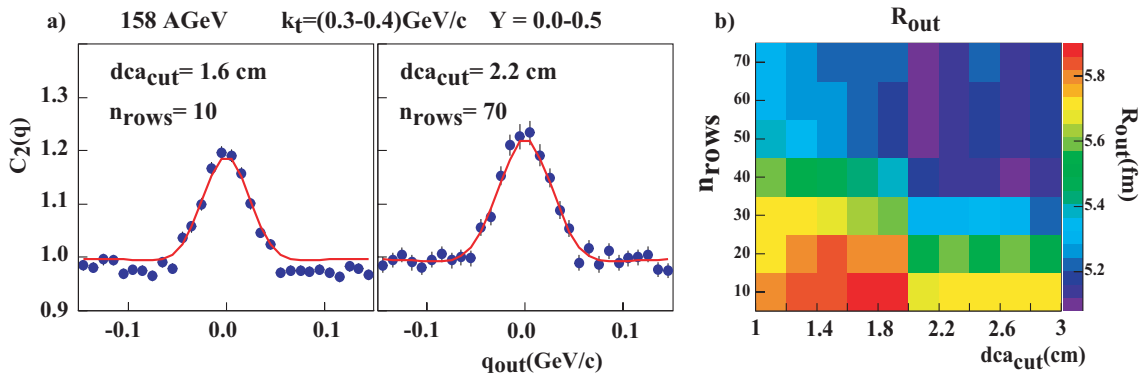 a) 158 AGeV k_t=(0.3-0.4)GeV/c Y = 0.0-0.5
dca_cut = 1.6 cm
n_rows = 10
dca_cut = 2.2 cm
n_rows = 70
C_2(q)
1.3
1.2
1.1
1.0
0.9
-0.1 0.0 0.1
-0.1 0.0 0.1
q_out(GeV/c)
b) R_out
n_rows
70
60
50
40
30
20
10
1 1.4 1.8 2.2 2.6 3
dca_cut(cm)
5.8
5.6
5.4
5.2
R_out(fm)